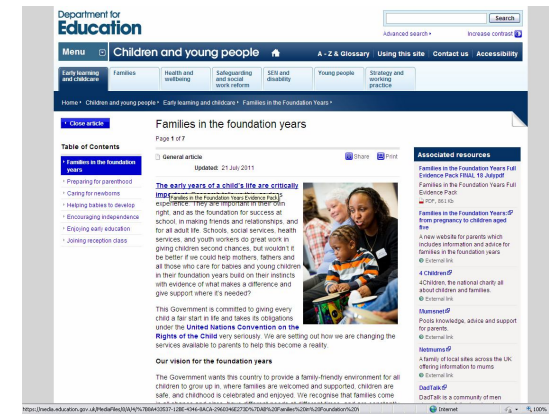 Department for
Education
Search
Advanced search
Increase contrast
Menu
Children and young people
A - Z & Glossary
Using this site
Contact us
Accessibility
Early learning
and childcare
Families
Health and
wellbeing
Safeguarding
and social
work reform
SEN and
disability
Young people
Strategy and
working
practice
Home
Children and young people
Early learning and childcare
Families in the Foundation Years
Close article
Families in the foundation years
Page 1 of 7
Table of Contents
Families in the foundation
years
Preparing for parenthood
Caring for newborns
Helping babies to develop
Encouraging independence
Enjoying early education
Joining reception class
General article
Share
Print
Updated: 21 July 2011
The early years of a child's life are critically
Families in the Foundation Years Evidence Pack
experience. They are important in their own
right, and as the foundation for success at
school, in making friends and relationships, and
for all adult life. Schools, social services, health
services, and youth workers do great work in
giving children second chances, but wouldn't it
be better if we could help mothers, fathers and
all those who care for babies and young children
in their foundation years build on their instincts
with evidence of what makes a difference and
give support where it's needed?
This Government is committed to giving every
child a fair start in life and takes its obligations
under the United Nations Convention on the
Rights of the Child very seriously. We are setting out how we are changing the
services available to parents to help this become a reality.
Our vision for the foundation years
The Government wants this country to provide a family-friendly environment for all
children to grow up in, where families are welcomed and supported, children are
safe, and childhood is celebrated and enjoyed. We recognise that families come
Associated resources
Families in the Foundation Years Full
Evidence Pack FINAL 18 Julypdf
Families in the Foundation Years Full
Evidence Pack
PDF, 861 Kb
Families in the Foundation Years:
from pregnancy to children aged
five
A new website for parents which
includes information and advice for
families in the foundation years
External link
4 Children
4Children, the national charity all
about children and families.
External link
Mumsnet
Pools knowledge, advice and support
for parents.
External link
Netmums
A family of local sites across the UK
offering information to mums
External link
DadTalk
DadTalk is a community of men
Internet
100%